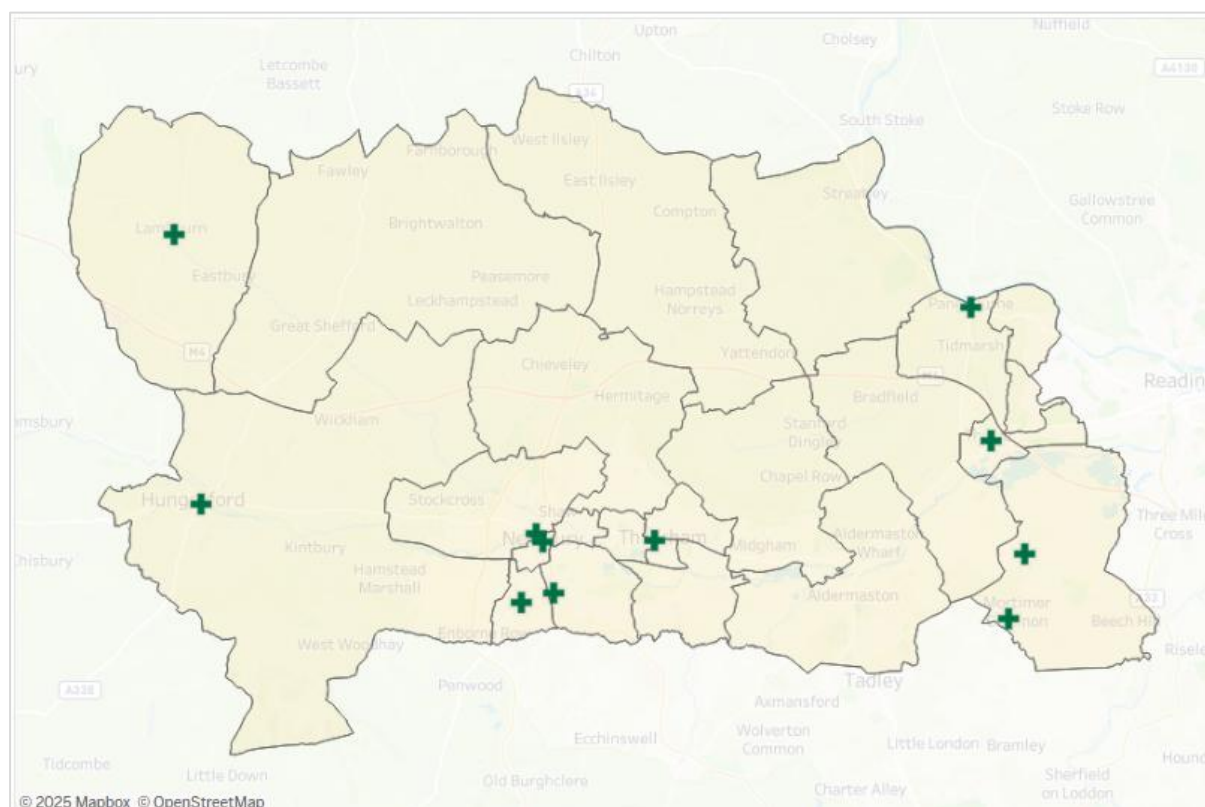 Nuffield
Upton
Cholsey
Chilton
Letcombe
Bassett
A4130
A34
Stoke Row
South Stoke
West Ilsley
Farnborough
Fawley
East Ilsley
Streatley
Gallowstree
Common
Compton
Brightwalton
Eastbury
Peasemore
Hampstead
Norreys
Leckhampstead
Great Shefford
Tidmarsh
M4
Yattendon
Chieveley
Hermitage
Bradfield
Wickham
Stanford
Dingley
Chapel Row
Stockcross
Shaw
Three Mile
Cross
Kintbury
Midgham
Aldermaston
Wharf
Hamstead
Marshall
Aldermaston
Beech Hill
A33
West Woodhay
Penwood
Tadley
A338
Axmansford
Ecchinswell
Wolverton
Common
Little London
Bramley
Tidcombe
Little Down
Old Burghclere
Charter Alley
Sherfield
on Loddon
© 2025 Mapbox © OpenStreetMap